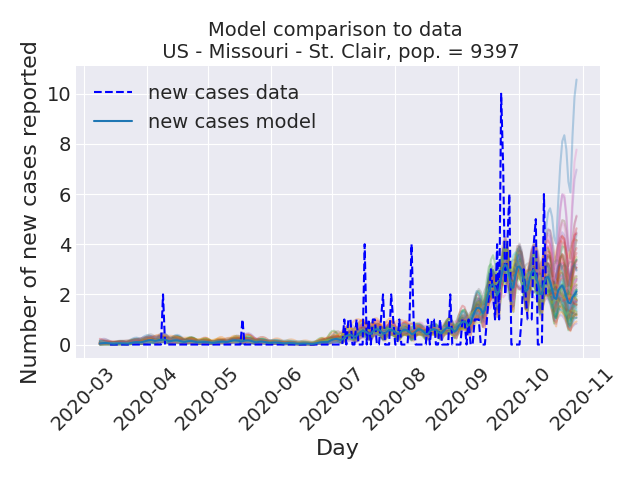 Model comparison to data
US - Missouri - St. Clair, pop. = 9397
new cases data
new cases model
Number of new cases reported
10
8
6
4
2
0
2020-03
2020-04
2020-05
2020-06
2020-07
2020-08
2020-09
2020-10
2020-11
Day